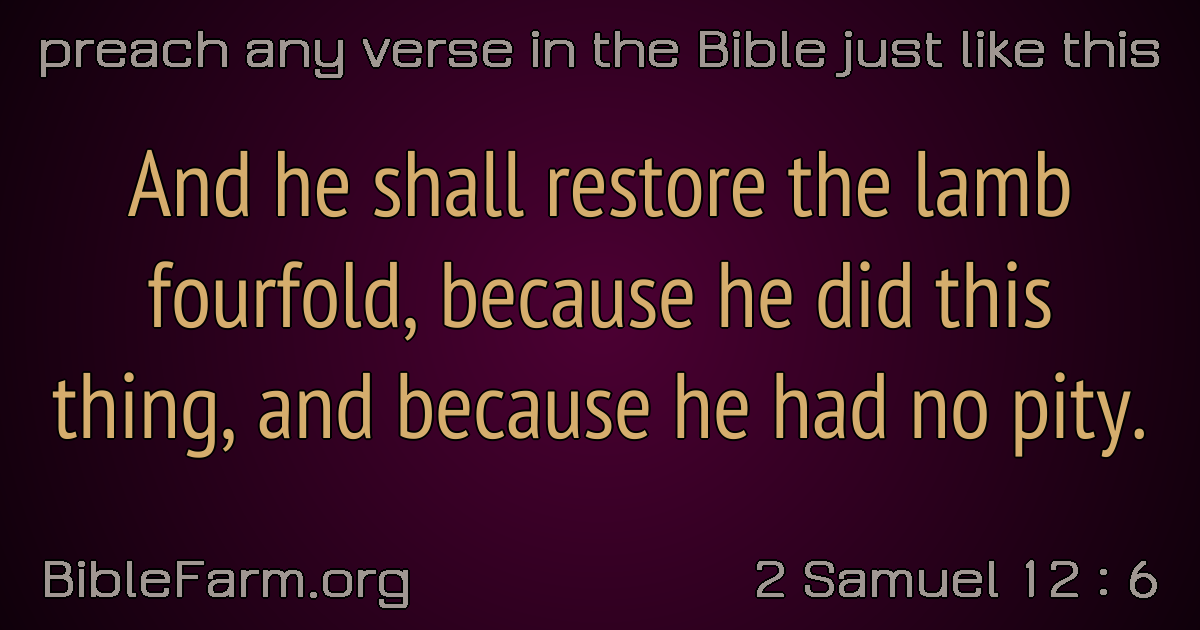 preach any verse in the Bible just like this
And he shall restore the lamb
fourfold, because he did this
thing, and because he had no pity.
BibleFarm.org
2 Samuel 12 : 6